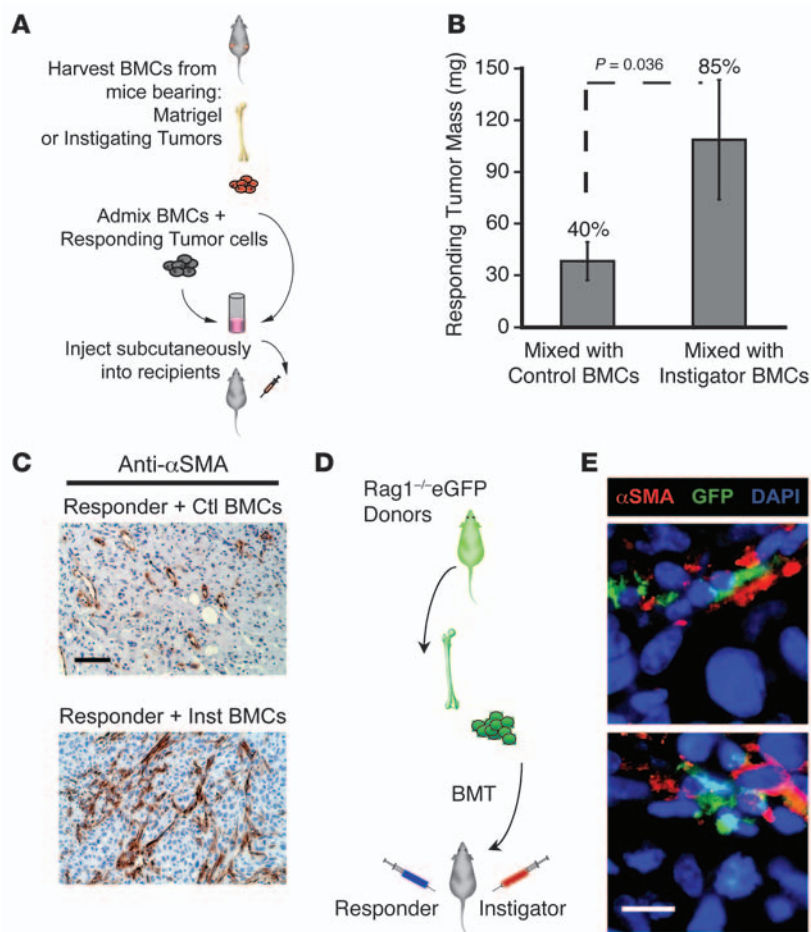 A
Harvest BMCs from
mice bearing:
Matrigel
or Instigating Tumors
Admix BMCs +
Responding Tumor cells
Inject subcutaneously
into recipients
B
P = 0.036
85%
40%
150
120
90
60
30
0
Responding Tumor Mass (mg)
Mixed with
Control BMCs
Mixed with
Instigator BMCs
C
Anti-αSMA
Responder + Ctl BMCs
Responder + Inst BMCs
D
Rag1–/–eGFP
Donors
BMT
Responder
Instigator
E
αSMA GFP DAPI